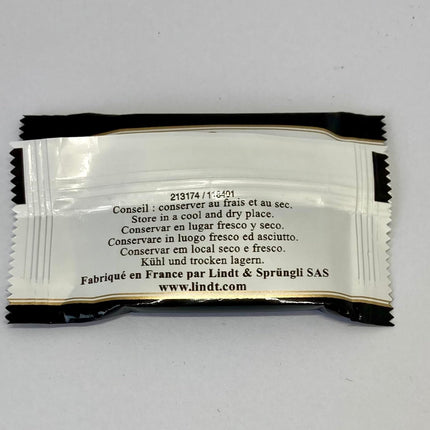 213174 / 116401
Conseil : conserver au frais et au sec.
Store in a cool and dry place.
Conservar en lugar fresco y seco.
Conservare in luogo fresco ed asciutto.
Conservar em local seco e fresco.
Kühl und trocken lagern.
Fabriqué en France par Lindt & Sprüngli SAS
www.lindt.com